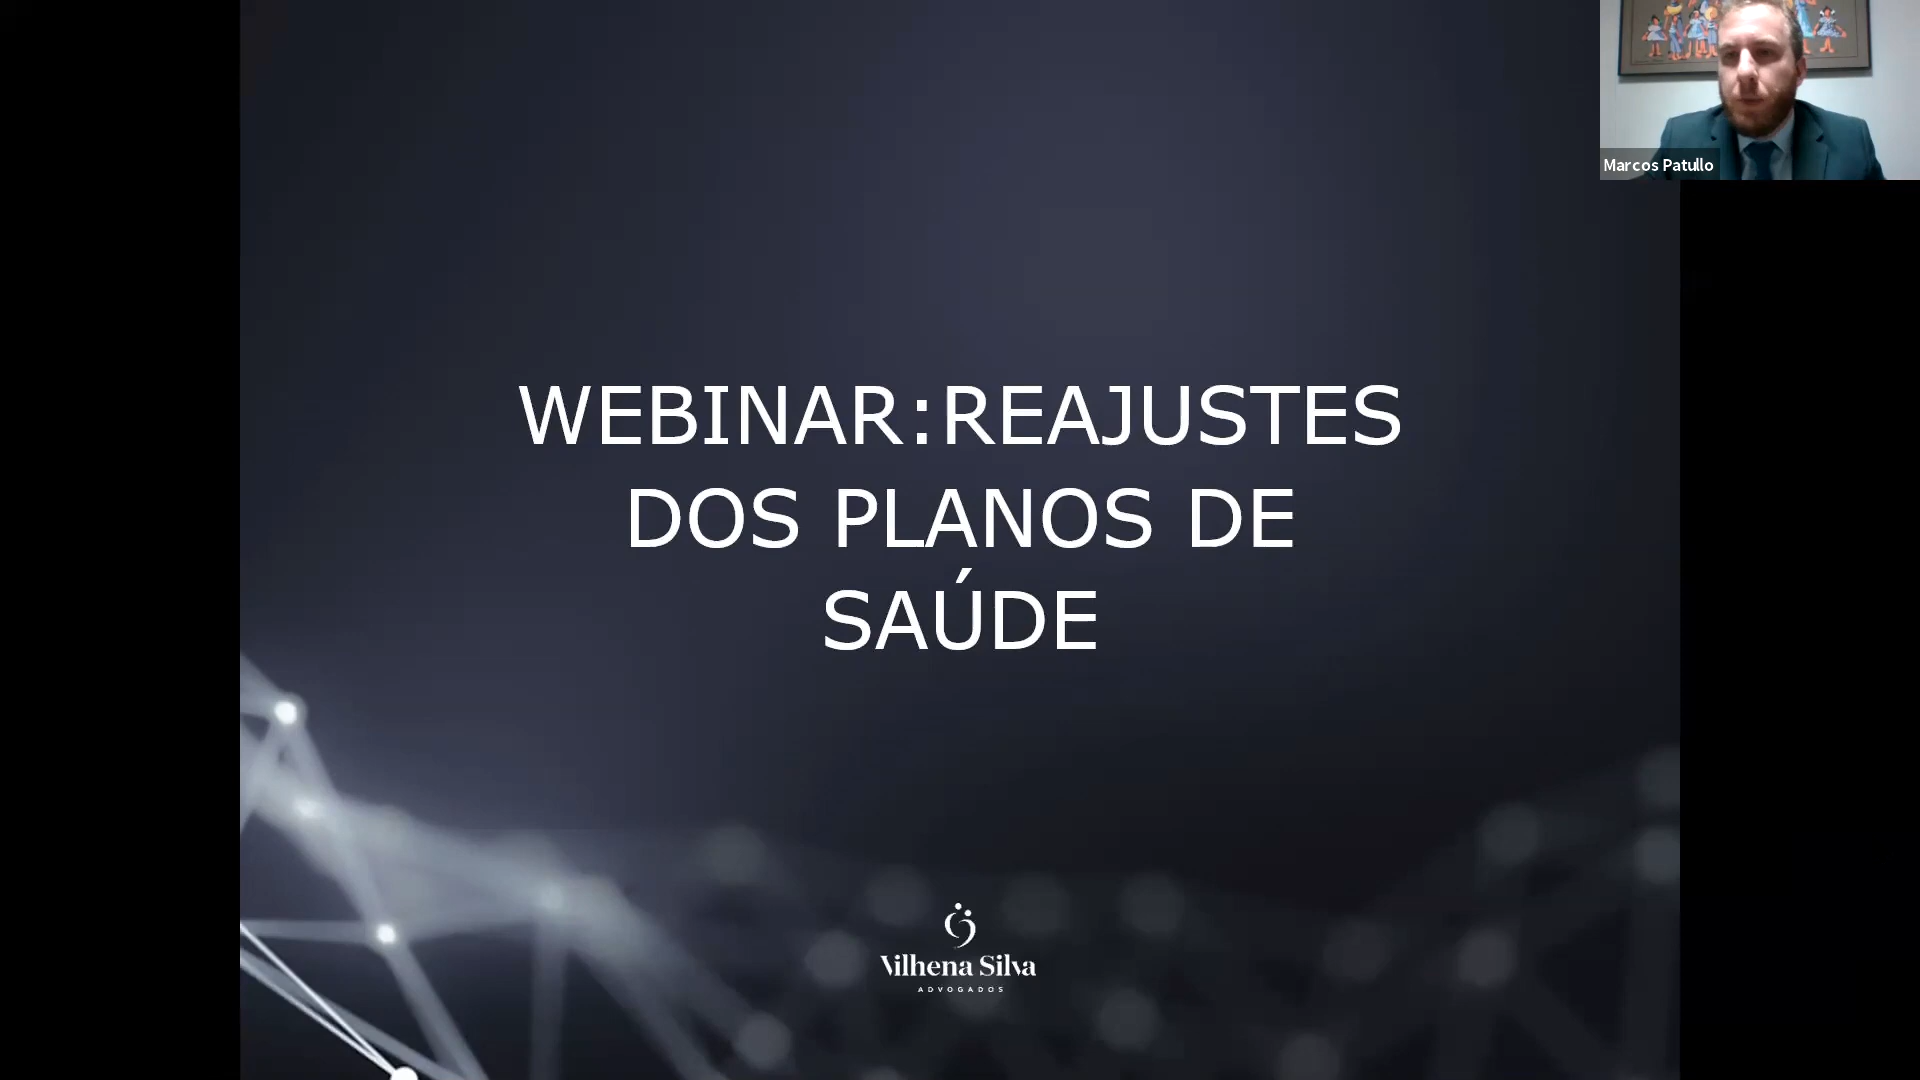 Marcos Patullo
WEBINAR:REAJUSTES
DOS PLANOS DE
SAÚDE
Vilhena Silva
ADVOGADOS